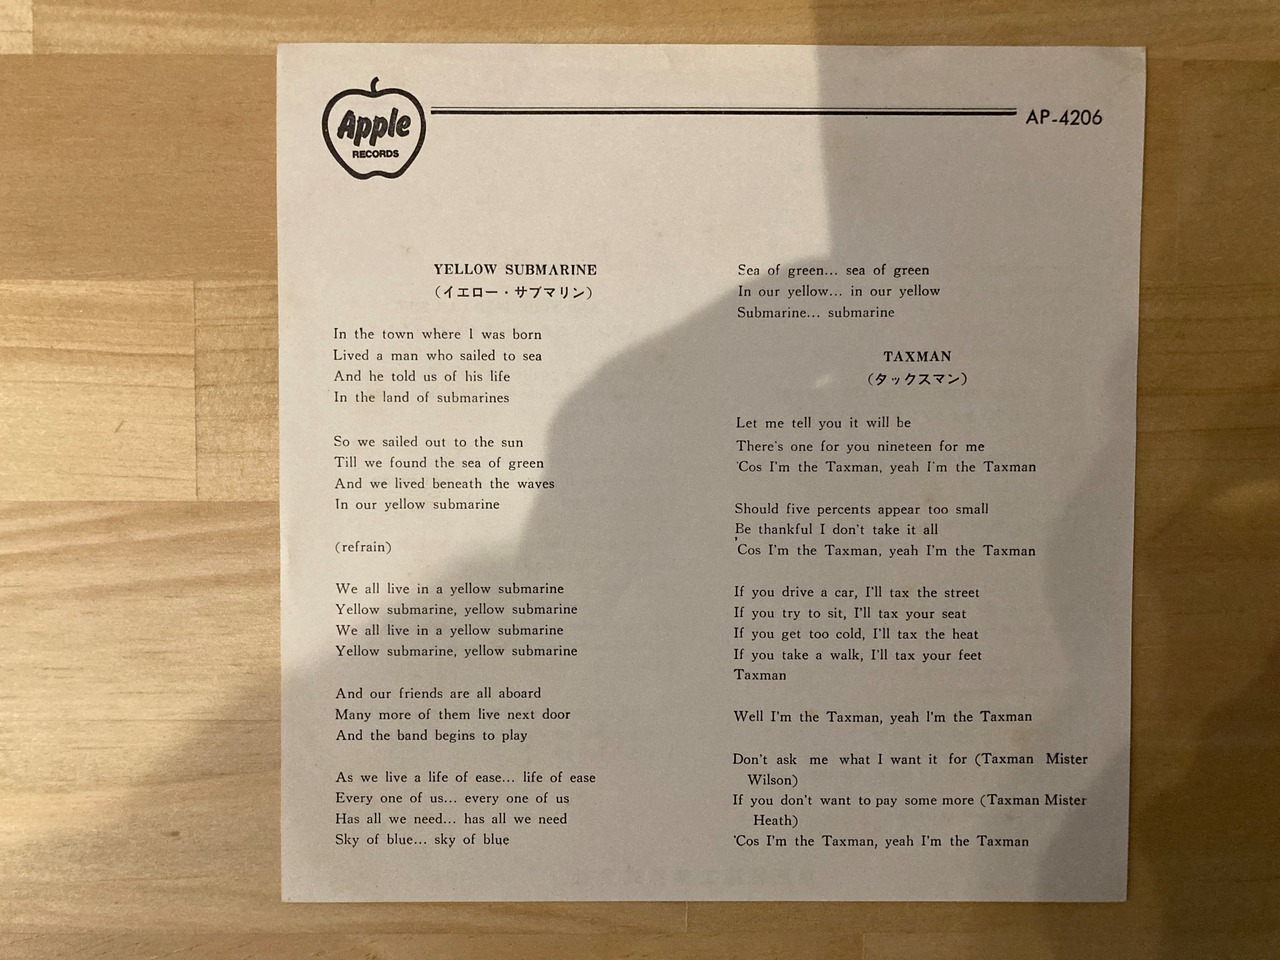 Apple
RECORDS
AP-4206
YELLOW SUBMARINE
(イエロー・サブマリン)
In the town where I was born
Lived a man who sailed to sea
And he told us of his life
In the land of submarines
So we sailed out to the sun
Till we found the sea of green
And we lived beneath the waves
In our yellow submarine
(refrain)
We all live in a yellow submarine
Yellow submarine, yellow submarine
We all live in a yellow submarine
Yellow submarine, yellow submarine
And our friends are all aboard
Many more of them live next door
And the band begins to play
As we live a life of ease... life of ease
Every one of us... every one of us
Has all we need... has all we need
Sky of blue... sky of blue
Sea of green... sea of green
In our yellow... in our yellow
Submarine... submarine
TAXMAN
(タックスマン)
Let me tell you it will be
There's one for you nineteen for me
'Cos I'm the Taxman, yeah I'm the Taxman
Should five percents appear too small
Be thankful I don't take it all
'Cos I'm the Taxman, yeah I'm the Taxman
If you drive a car, I'll tax the street
If you try to sit, I'll tax your seat
If you get too cold, I'll tax the heat
If you take a walk, I'll tax your feet
Taxman
Well I'm the Taxman, yeah I'm the Taxman
Don't ask me what I want it for (Taxman Mister
Wilson)
If you don't want to pay some more (Taxman Mister
Heath)
'Cos I'm the Taxman, yeah I'm the Taxman